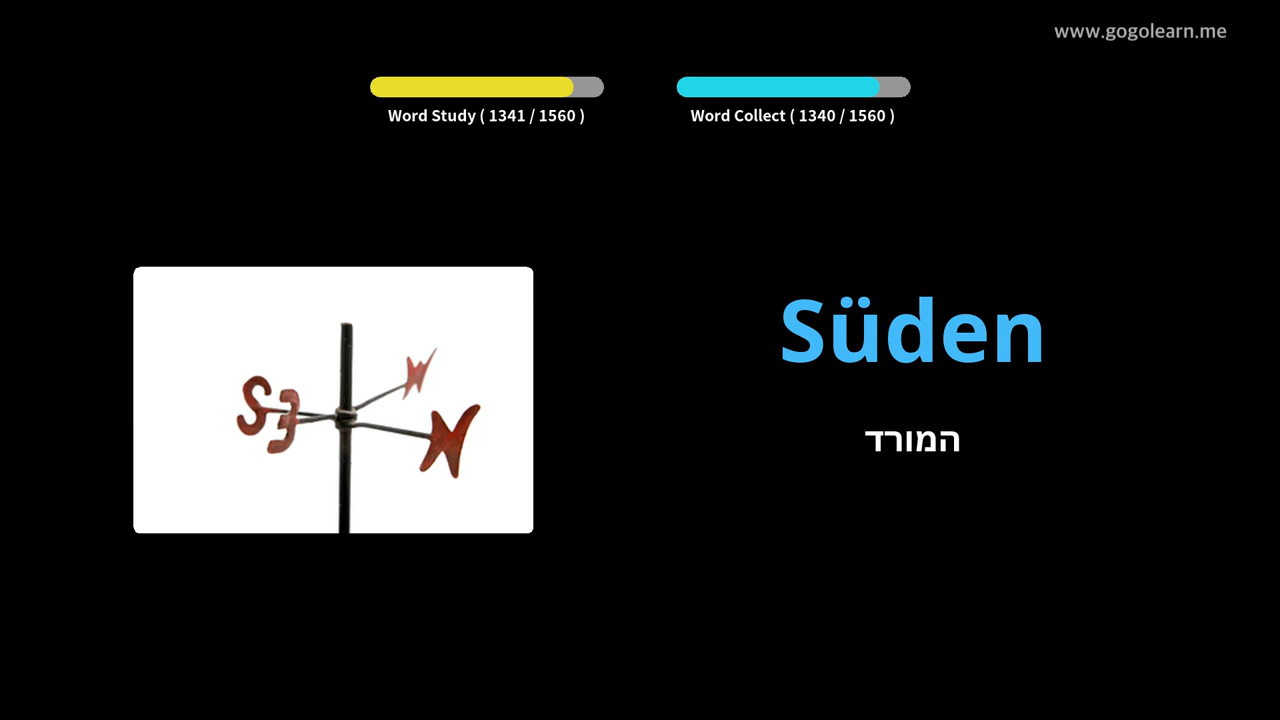 www.gogolearn.me
Word Study ( 1341 / 1560 )
Word Collect ( 1340 / 1560 )
S
E
W
N
Süden
המורד